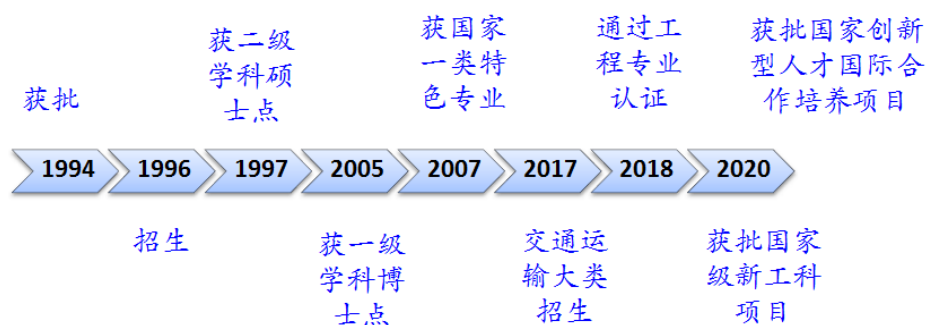 获批
获二级
学科硕
士点
获国家
一类特
色专业
通过工
程专业
认证
获批国家创新
型人才国际合
作培养项目
1994 1996 1997 2005 2007 2017 2018 2020
招生
获一级
学科博
士点
交通运
输大类
招生
获批国家
级新工科
项目